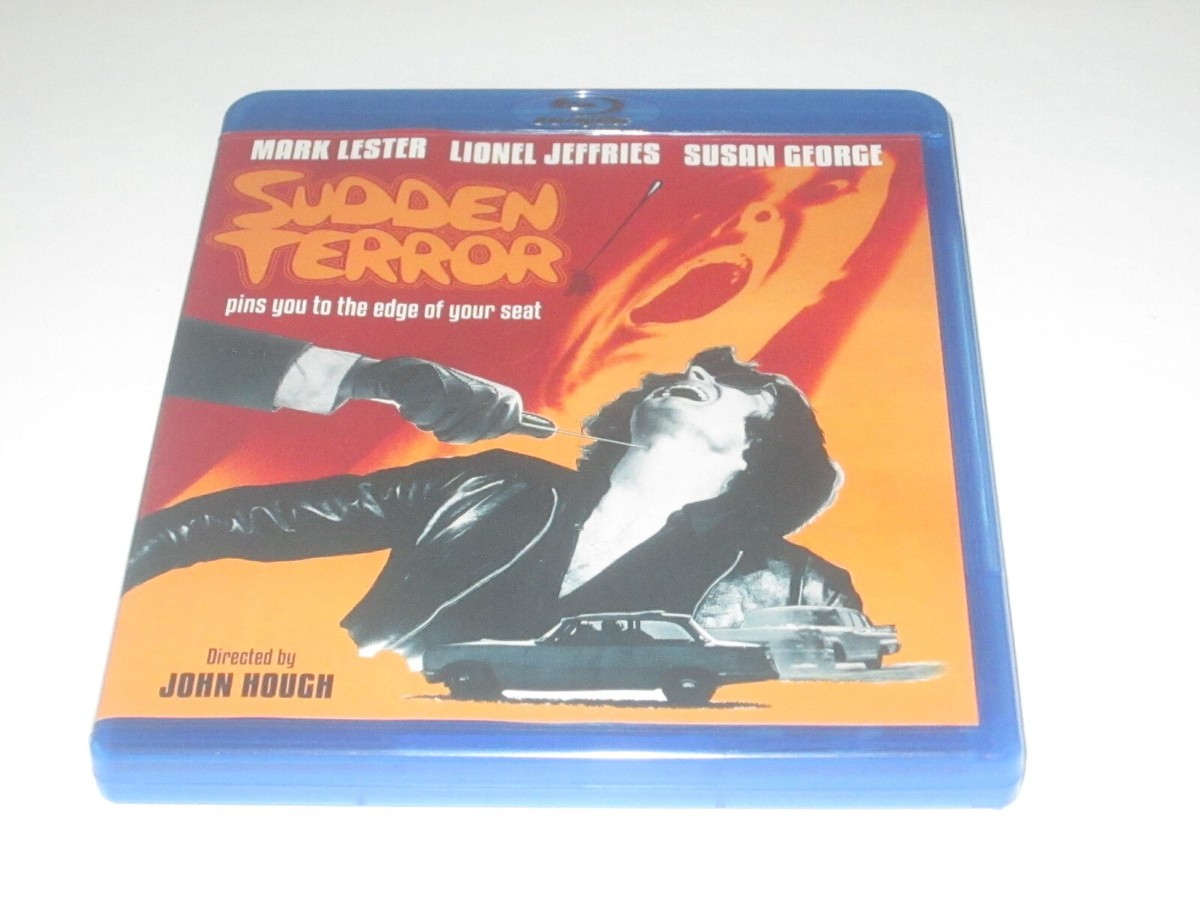 MARK LESTER LIONEL JEFFRIES SUSAN GEORGE
SUDDEN
TERROR
pins you to the edge of your seat
Directed by
JOHN HOUGH